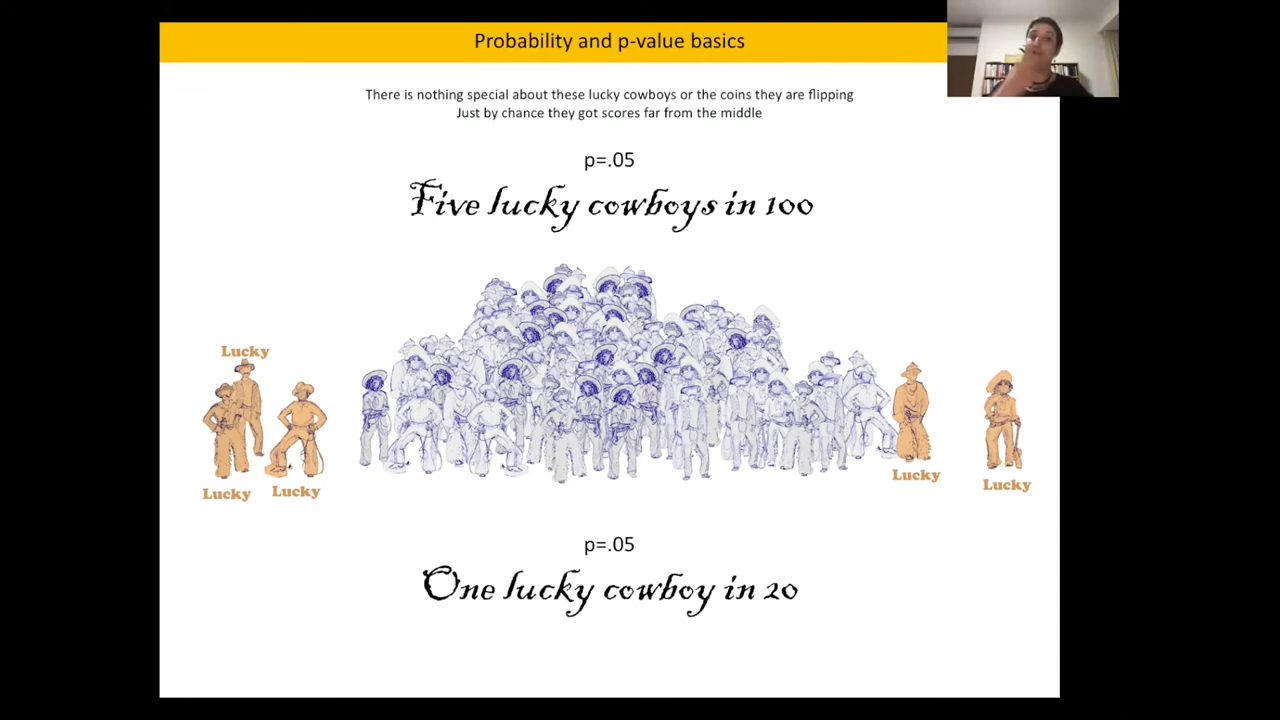 Probability and p-value basics
There is nothing special about these lucky cowboys or the coins they are flipping
Just by chance they got scores far from the middle
p=.05
Five lucky cowboys in 100
Lucky
Lucky
Lucky
Lucky
Lucky
p=.05
One lucky cowboy in 20